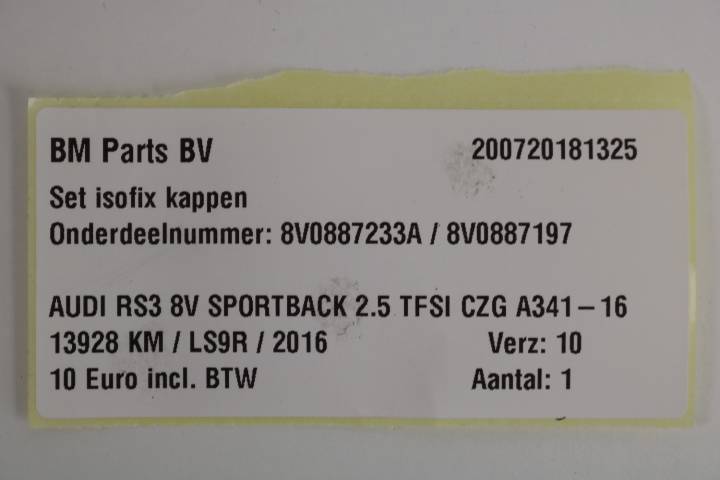 BM Parts BV 200720181325
Set isofix kappen
Onderdeelnummer: 8V0887233A / 8V0887197
AUDI RS3 8V SPORTBACK 2.5 TFSI CZG A341-16
13928 KM / LS9R / 2016 Verz: 10
10 Euro incl. BTW Aantal: 1